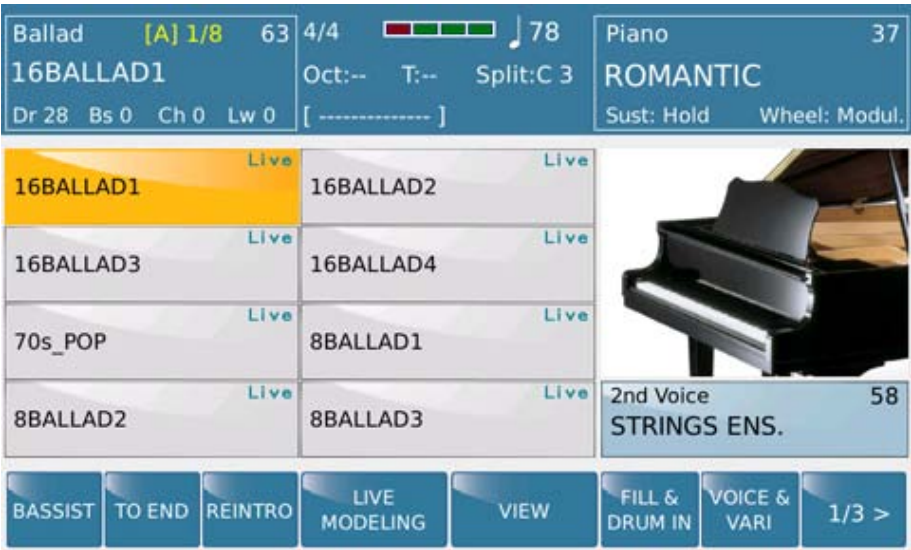 Ballad [A] 1/8 63
16BALLAD1
Dr 28 Bs 0 Ch 0 Lw 0
4/4 78
Oct:-- T:-- Split:C 3
[ -------------- ]
Piano 37
ROMANTIC
Sust: Hold Wheel: Modul.
Live
16BALLAD1
Live
16BALLAD2
Live
16BALLAD3
Live
16BALLAD4
Live
70s_POP
Live
8BALLAD1
Live
8BALLAD2
Live
8BALLAD3
2nd Voice 58
STRINGS ENS.
BASSIST
TO END
REINTRO
LIVE
MODELING
VIEW
FILL &
DRUM IN
VOICE &
VARI
1/3 >